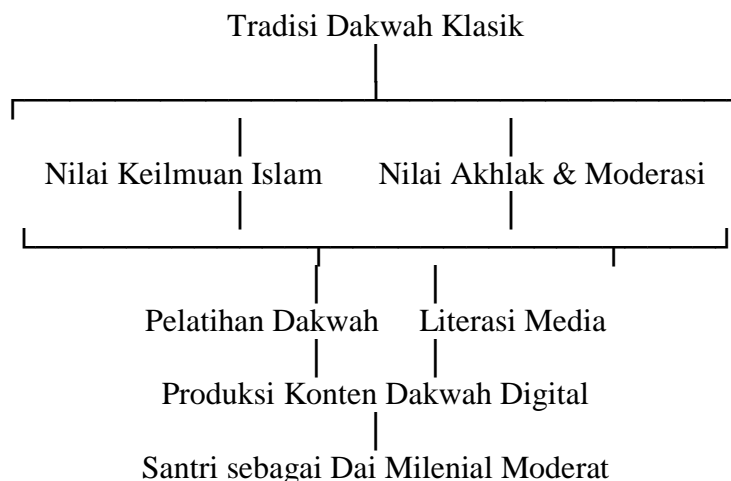 Tradisi Dakwah Klasik
Nilai Keilmuan Islam Nilai Akhlak & Moderasi
Pelatihan Dakwah Literasi Media
Produksi Konten Dakwah Digital
Santri sebagai Dai Milenial Moderat